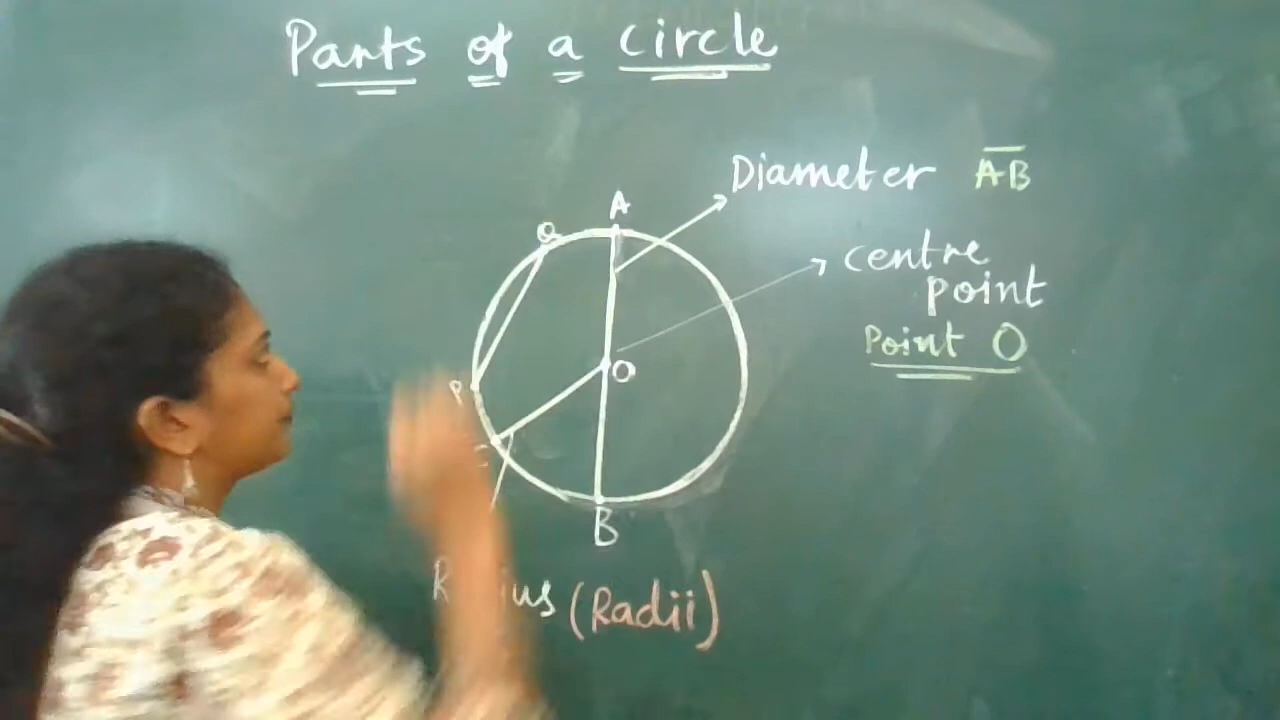 Parts of a circle
Diameter AB
A
Q
centre
point
Point O
O
P
B
(Radii)